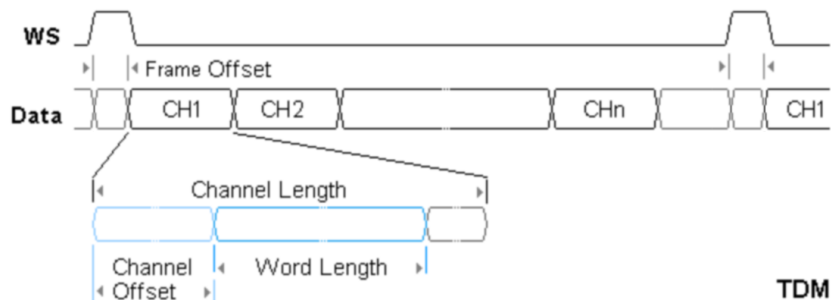 WS
Frame Offset
Data CH1 CH2 CHn CH1
Channel Length
Channel Word Length
Offset
TDM